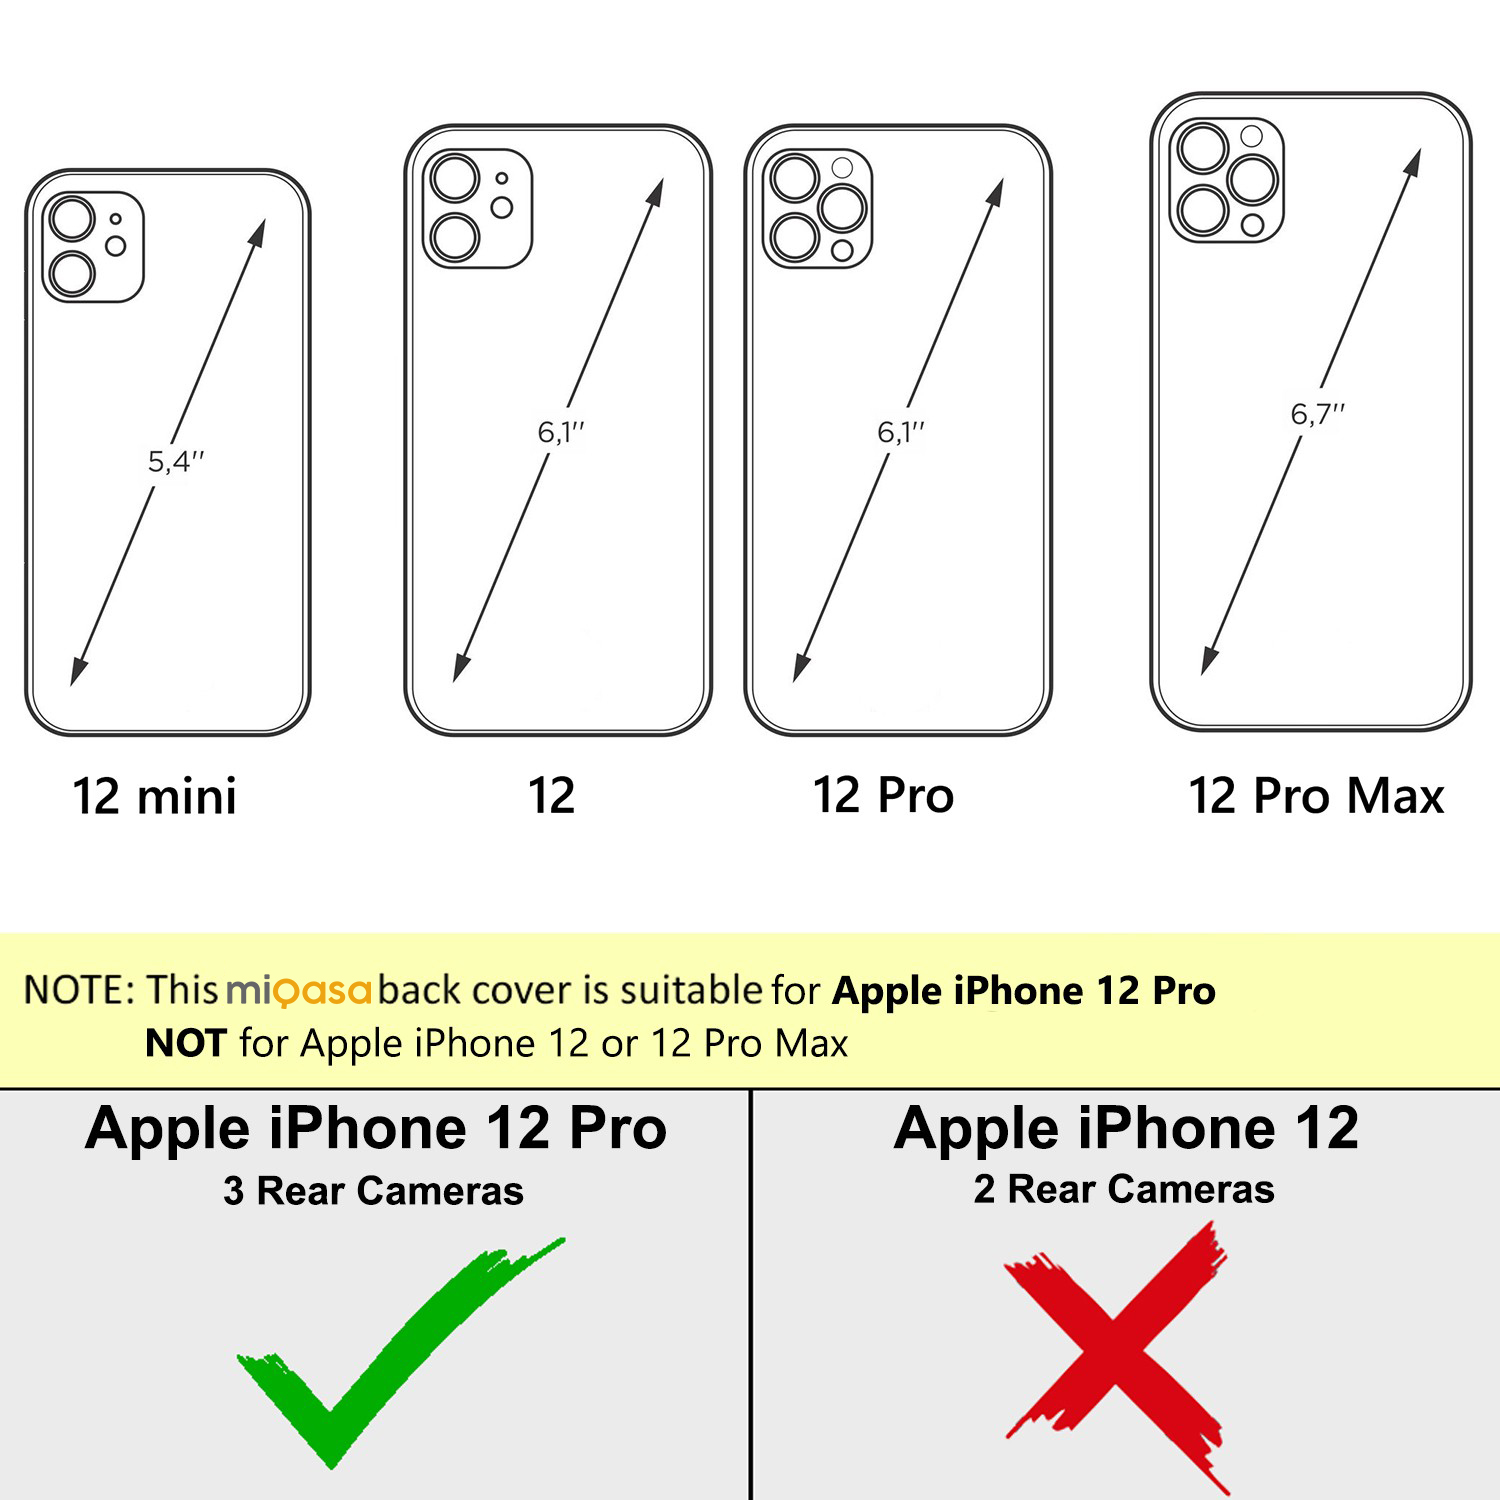 5,4''
6,1''
6,1''
6,7''
12 mini
12
12 Pro
12 Pro Max
NOTE: This miqasa back cover is suitable for Apple iPhone 12 Pro
NOT for Apple iPhone 12 or 12 Pro Max
Apple iPhone 12 Pro
3 Rear Cameras
Apple iPhone 12
2 Rear Cameras